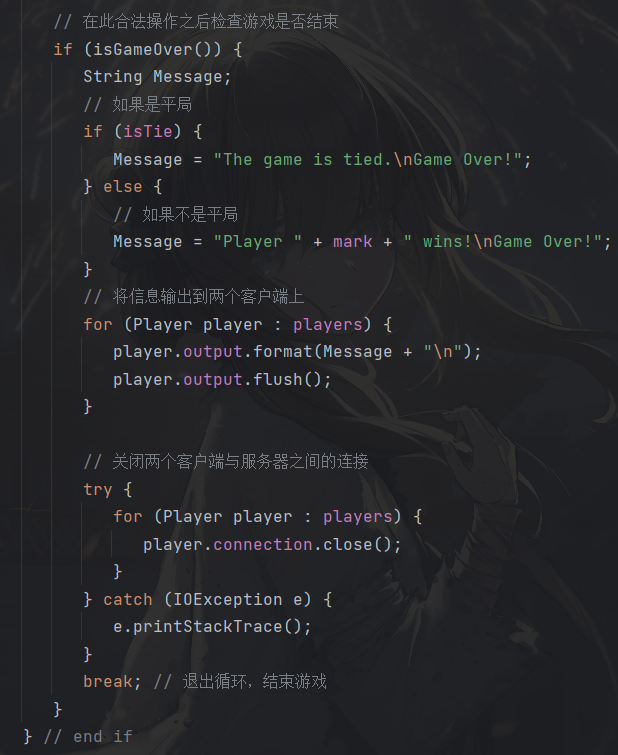 // 在此合法操作之后检查游戏是否结束
if (isGameOver()) {
String Message;
// 如果是平局
if (isTie) {
Message = "The game is tied.\nGame Over!";
} else {
// 如果不是平局
Message = "Player " + mark + " wins!\nGame Over!";
}
// 将信息输出到两个客户端上
for (Player player : players) {
player.output.format(Message + "\n");
player.output.flush();
}
// 关闭两个客户端与服务器之间的连接
try {
for (Player player : players) {
player.connection.close();
}
} catch (IOException e) {
e.printStackTrace();
}
break; // 退出循环，结束游戏
}
} // end if